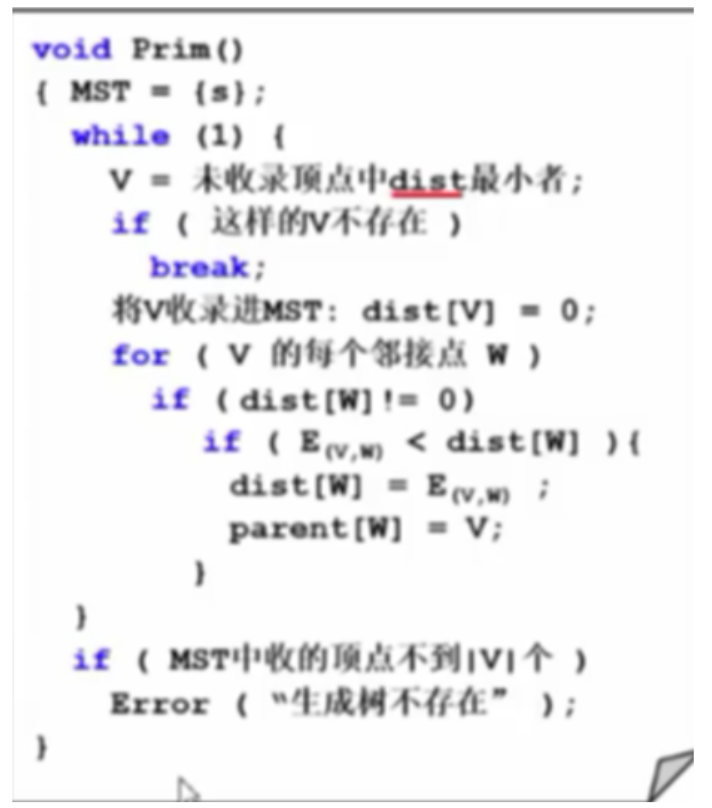 void Prim()
{ MST = {s};
while (1) {
V = 未收录顶点中dist最小者;
if ( 这样的V不存在 )
break;
将V收录进MST: dist[V] = 0;
for ( V 的每个邻接点 W )
if (dist[W]!= 0)
if ( E(V,W) < dist[W] ){
dist[W] = E(V,W) ;
parent[W] = V;
}
}
if ( MST中收的顶点不到|V|个 )
Error ( “生成树不存在” );
}